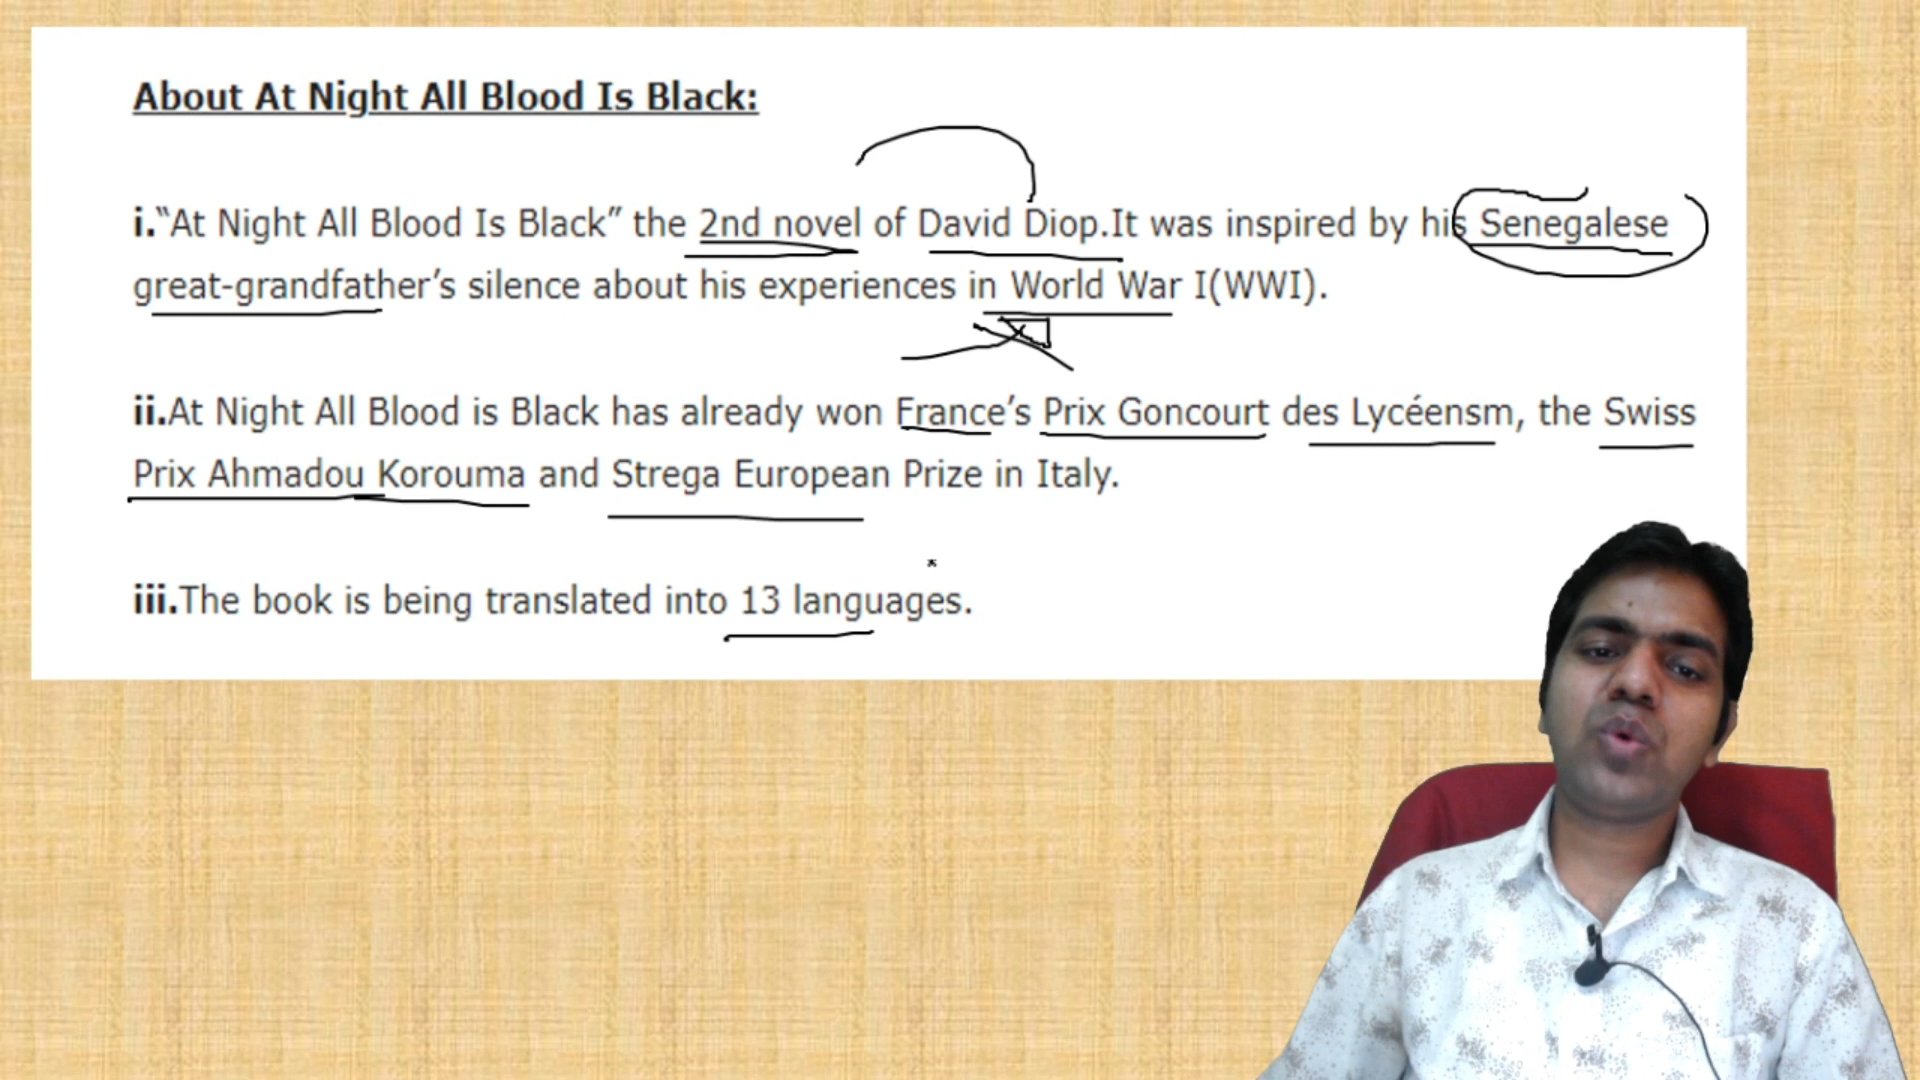 About At Night All Blood Is Black:
i.“At Night All Blood Is Black” the 2nd novel of David Diop.It was inspired by his Senegalese
great-grandfather’s silence about his experiences in World War I(WWI).
ii.At Night All Blood is Black has already won France’s Prix Goncourt des Lycéensm, the Swiss
Prix Ahmadou Korouma and Strega European Prize in Italy.
iii.The book is being translated into 13 languages.